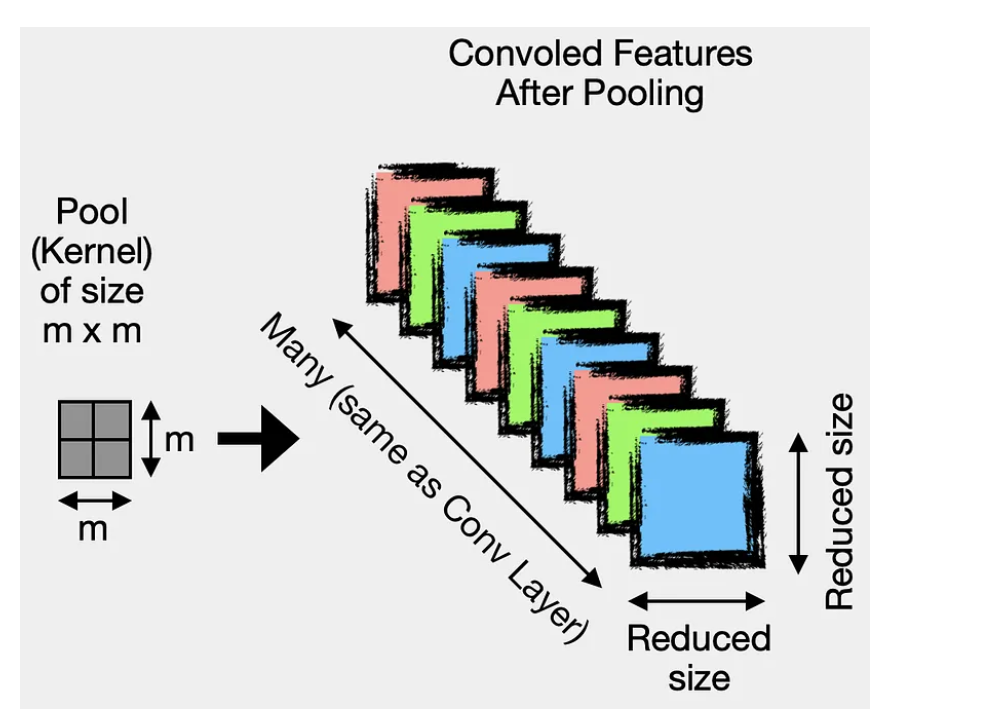 Convoled Features
After Pooling
Pool
(Kernel)
of size
m x m
m
m
Many (same as Conv Layer)
Reduced size
Reduced
size